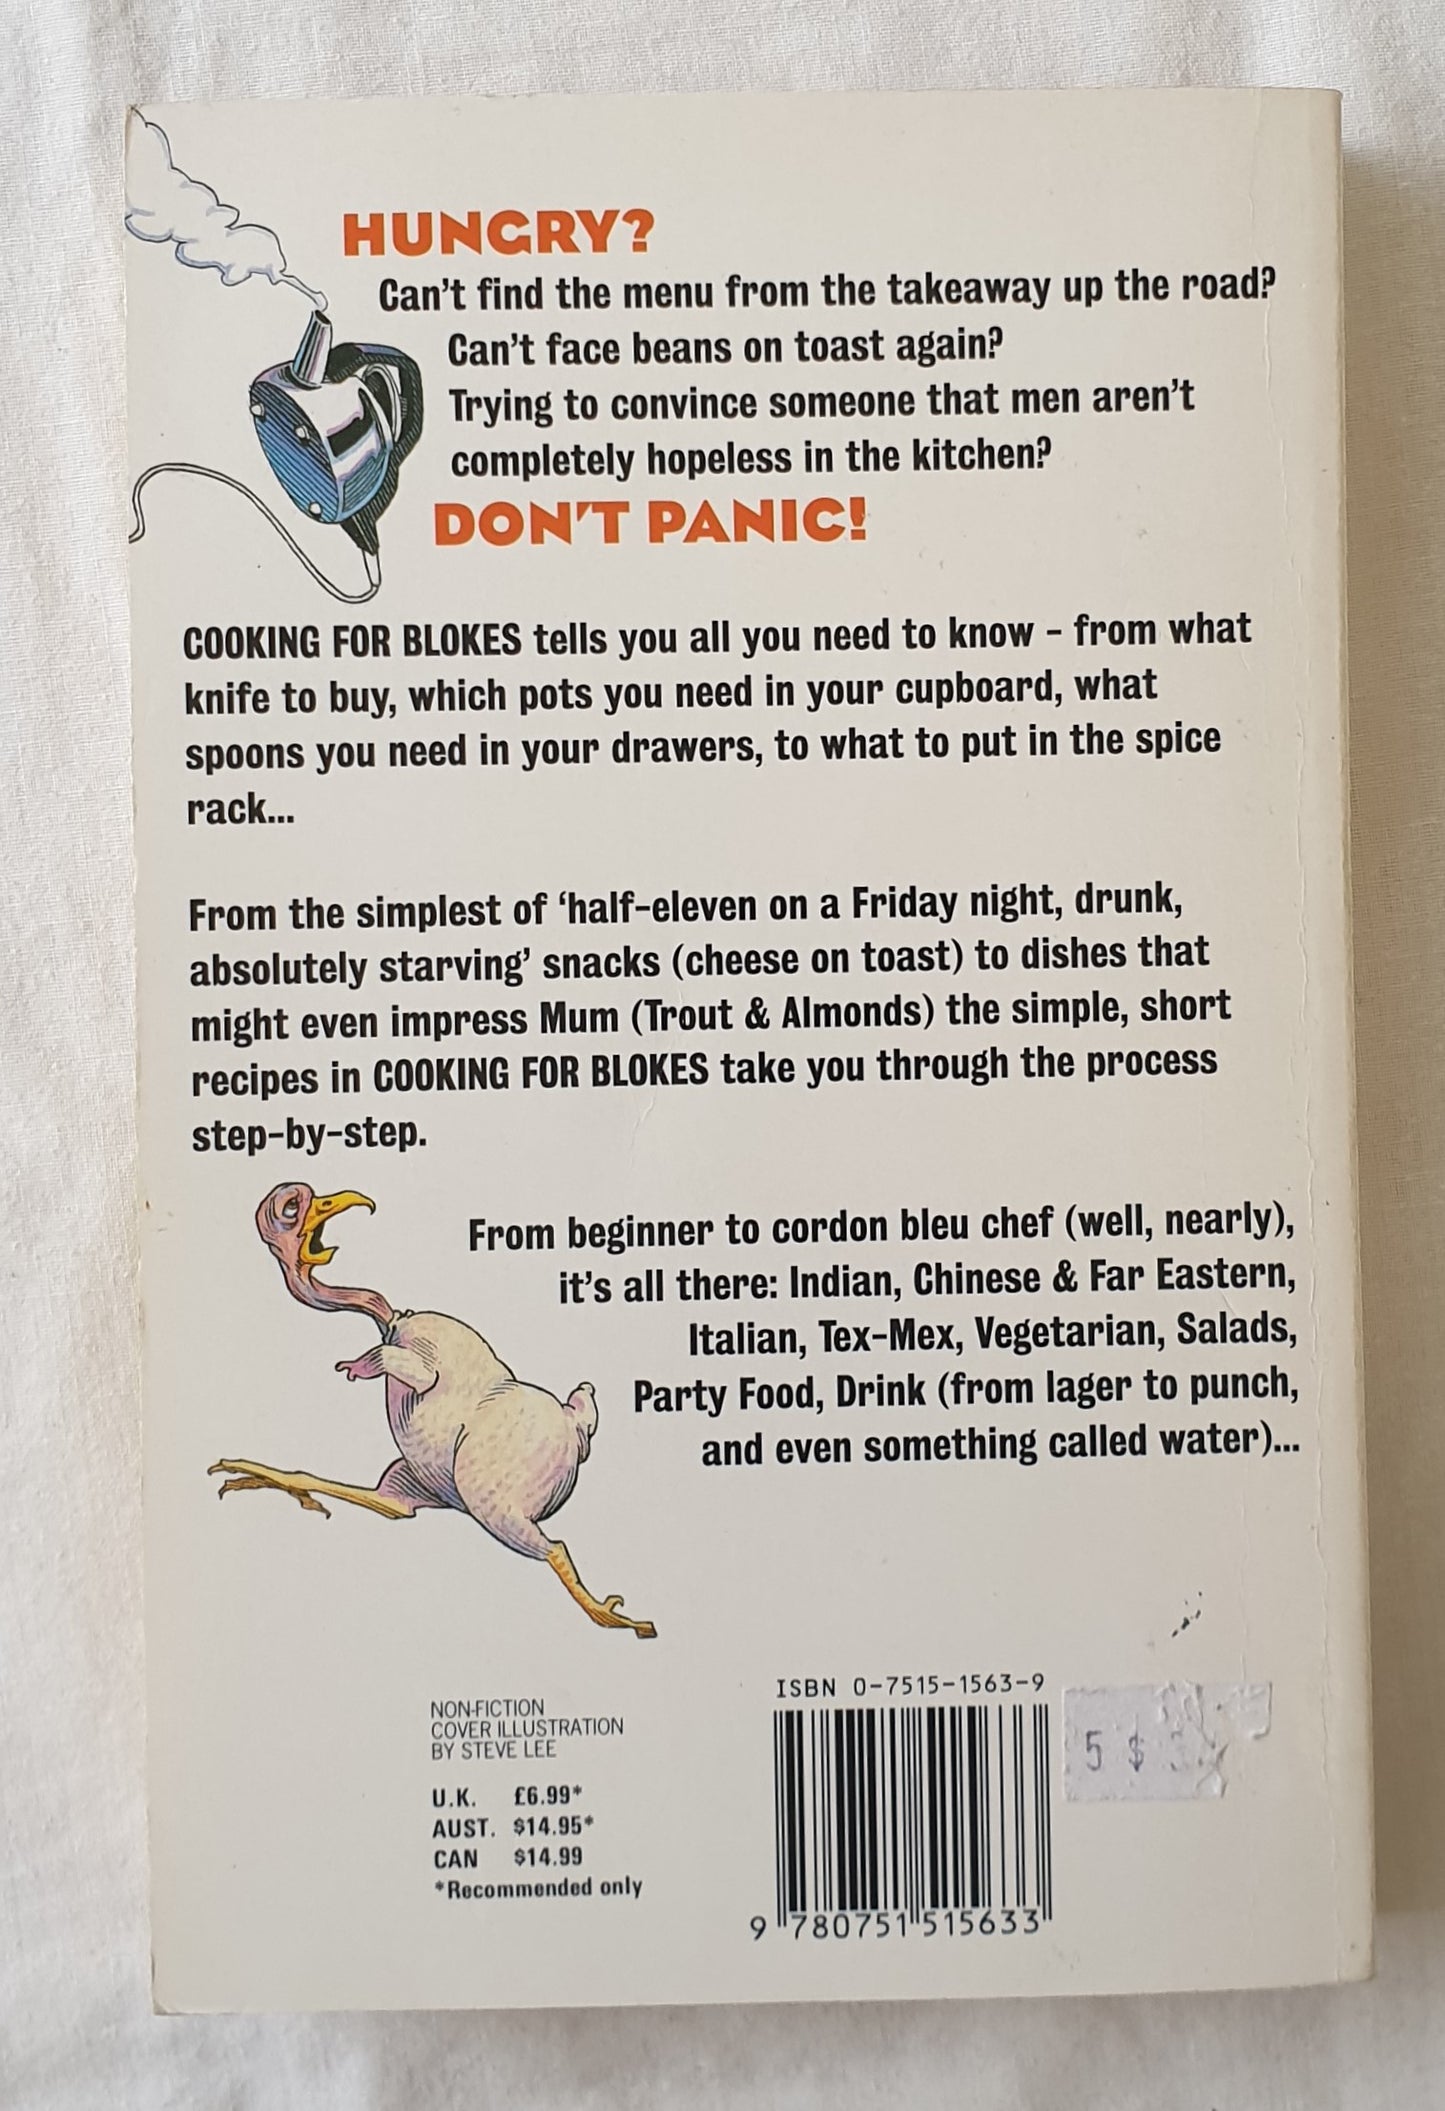 HUNGRY?
Can't find the menu from the takeaway up the road?
Can't face beans on toast again?
Trying to convince someone that men aren't
completely hopeless in the kitchen?
DON'T PANIC!
COOKING FOR BLOKES tells you all you need to know – from what
knife to buy, which pots you need in your cupboard, what
spoons you need in your drawers, to what to put in the spice
rack...
From the simplest of 'half-eleven on a Friday night, drunk,
absolutely starving' snacks (cheese on toast) to dishes that
might even impress Mum (Trout & Almonds) the simple, short
recipes in COOKING FOR BLOKES take you through the process
step-by-step.
From beginner to cordon bleu chef (well, nearly),
it's all there: Indian, Chinese & Far Eastern,
Italian, Tex-Mex, Vegetarian, Salads,
Party Food, Drink (from lager to punch,
and even something called water)...
NON-FICTION
COVER ILLUSTRATION
BY STEVE LEE
U.K. £6.99*
AUST. $14.95*
CAN $14.99
*Recommended only
ISBN 0-7515-1563-9
9 780751 515633
5 $